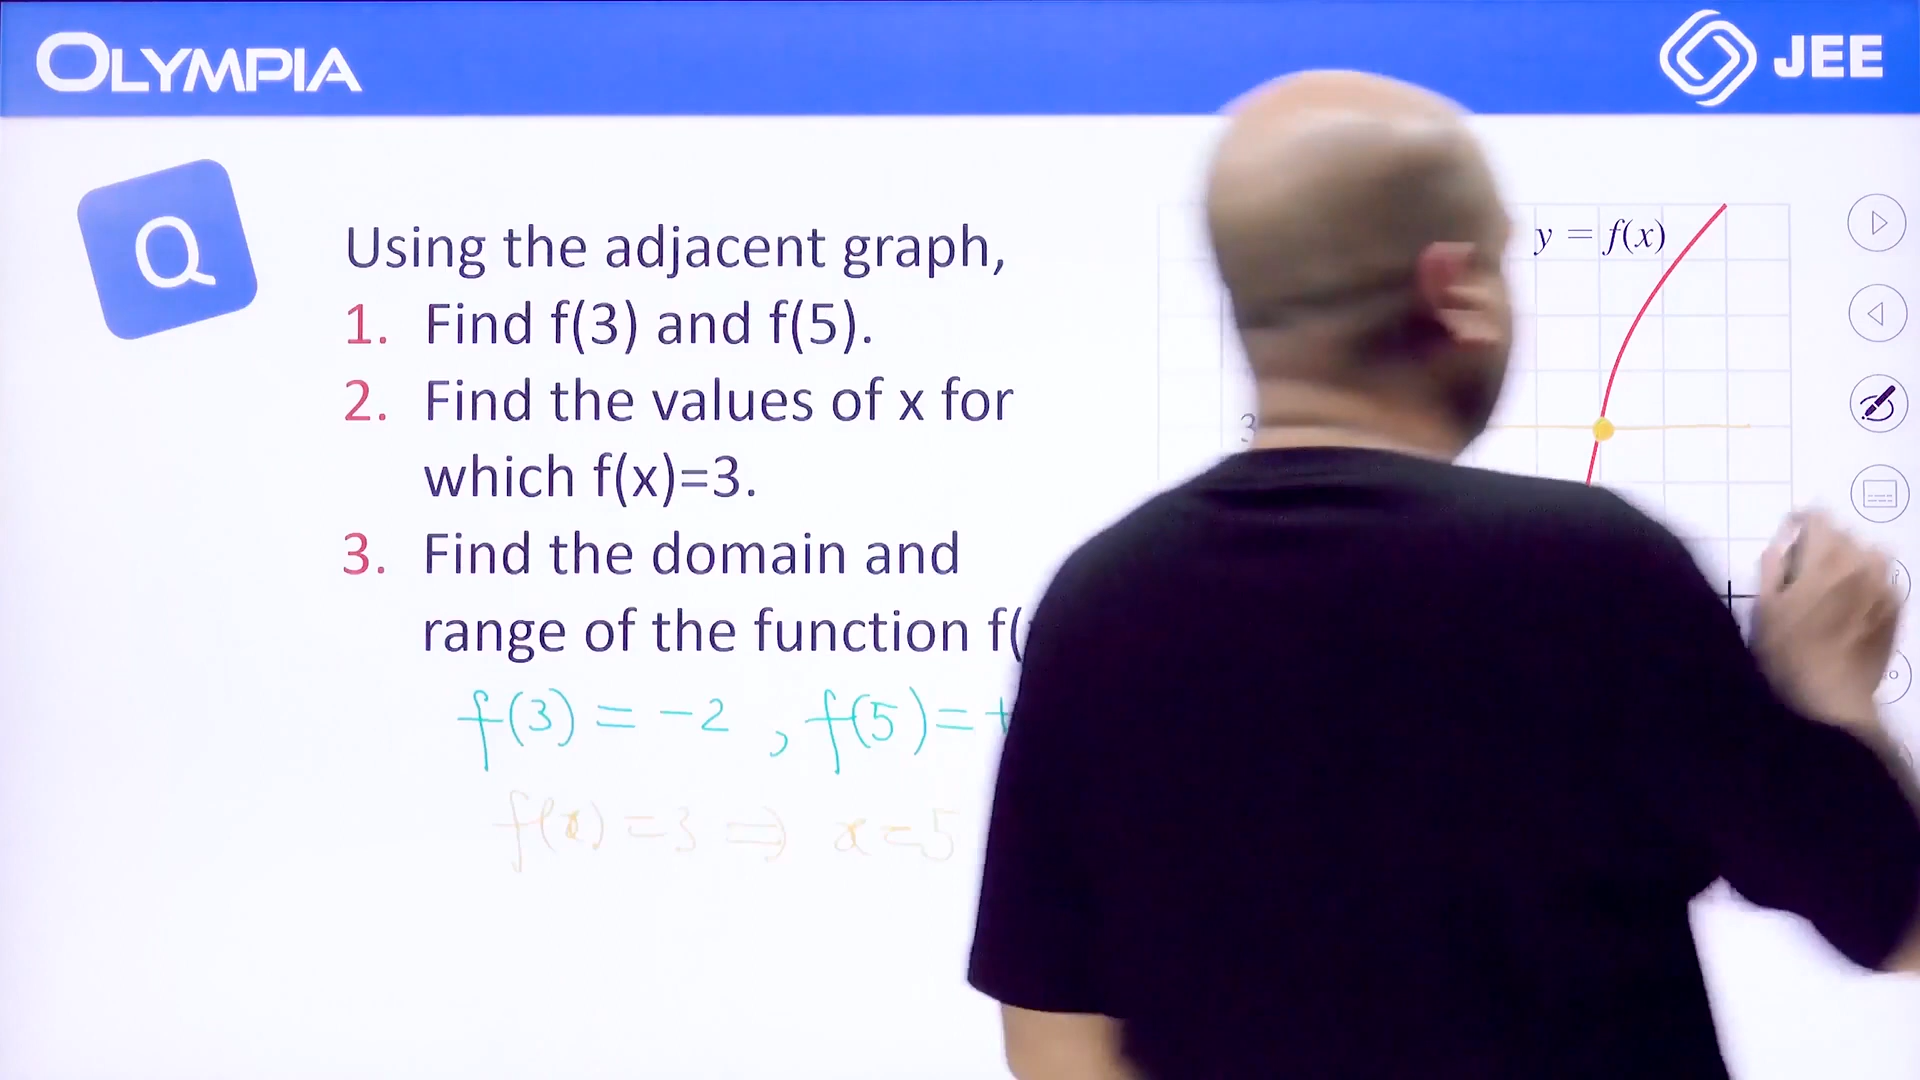 OLYMPIA
JEE
Q
Using the adjacent graph,
1. Find f(3) and f(5).
2. Find the values of x for
which f(x)=3.
3. Find the domain and
range of the function f(
y = f(x)
3
f(3) = -2 , f(5) = +
f(x) = 3 ⇒ x = 5